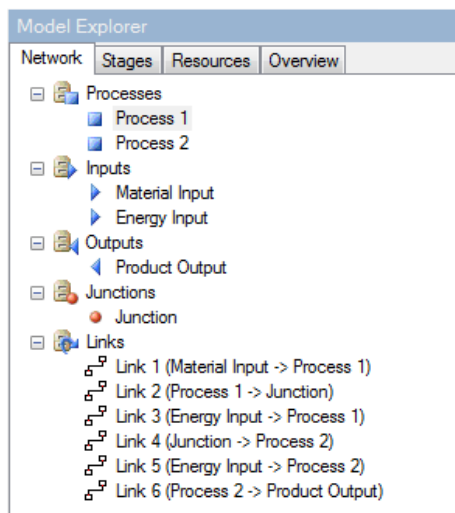 Model Explorer
Network Stages Resources Overview
Processes
Process 1
Process 2
Inputs
Material Input
Energy Input
Outputs
Product Output
Junctions
Junction
Links
Link 1 (Material Input -> Process 1)
Link 2 (Process 1 -> Junction)
Link 3 (Energy Input -> Process 1)
Link 4 (Junction -> Process 2)
Link 5 (Energy Input -> Process 2)
Link 6 (Process 2 -> Product Output)